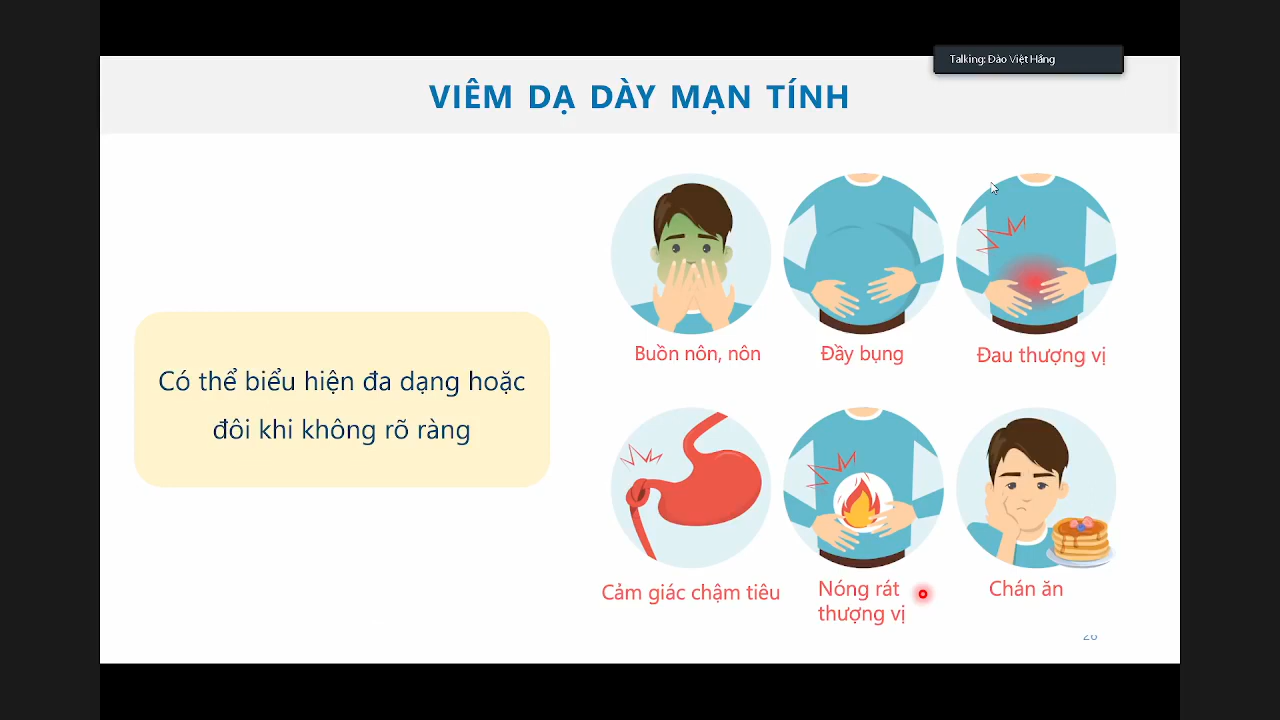 Talking: Đào Việt Hằng
VIÊM DẠ DÀY MẠN TÍNH
Có thể biểu hiện đa dạng hoặc
đôi khi không rõ ràng
Buồn nôn, nôn
Đầy bụng
Đau thượng vị
Cảm giác chậm tiêu
Nóng rát
thượng vị
Chán ăn